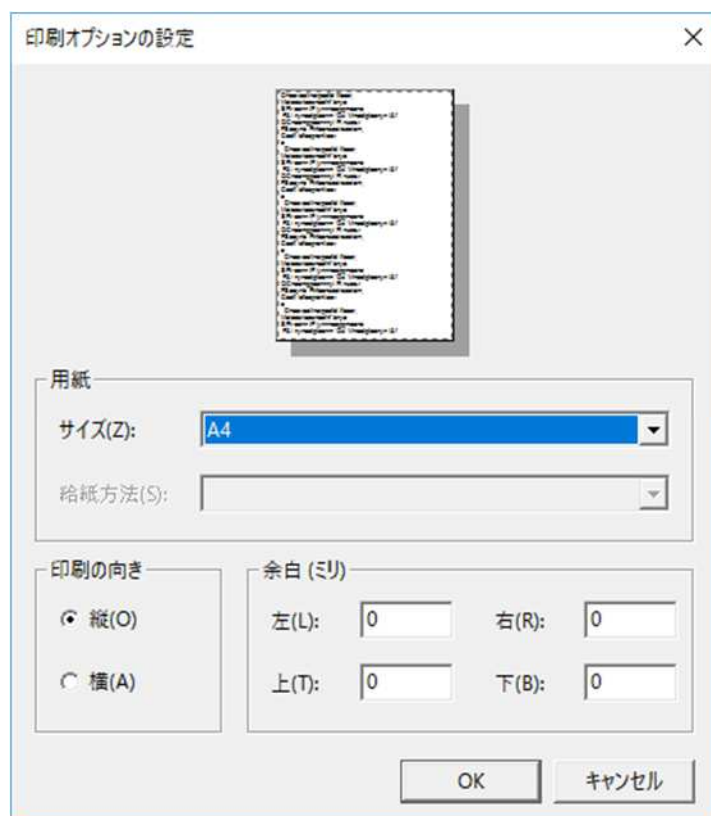 印刷オプションの設定
用紙
サイズ(Z): A4
給紙方法(S):
印刷の向き
縦(O)
横(A)
余白 (ミリ)
左(L): 0 右(R): 0
上(T): 0 下(B): 0
OK キャンセル